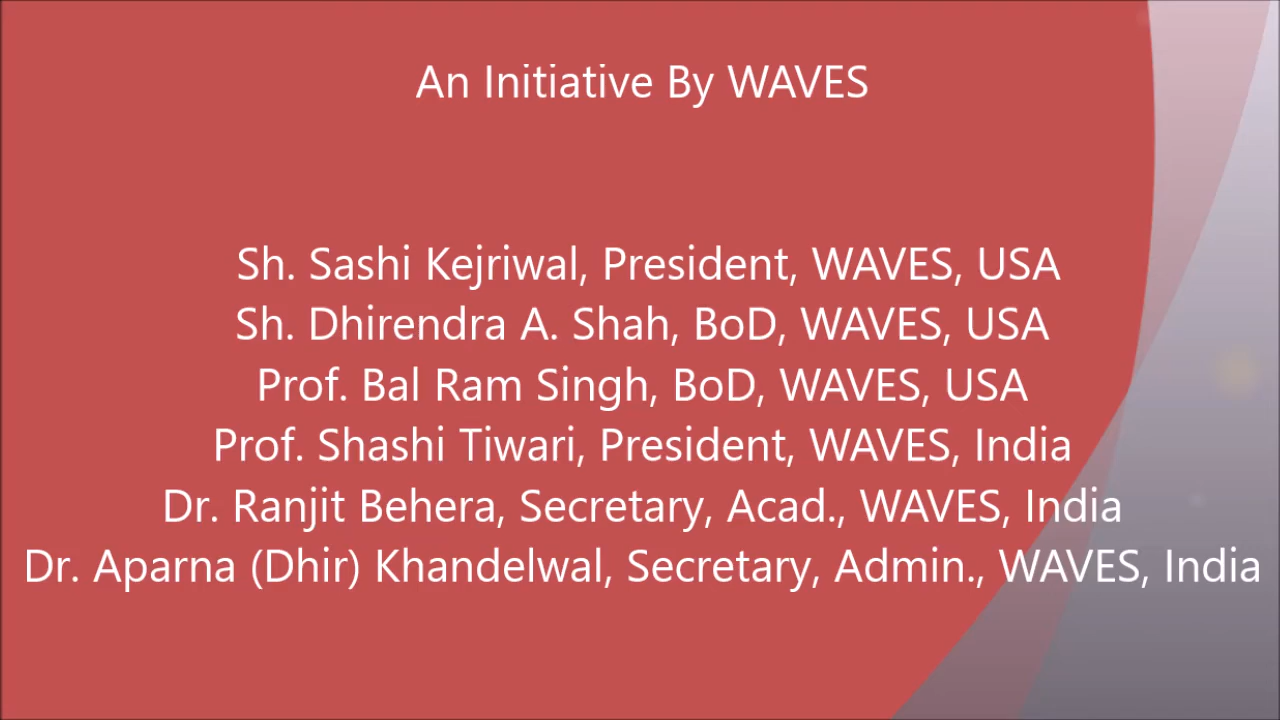 An Initiative By WAVES
Sh. Sashi Kejriwal, President, WAVES, USA
Sh. Dhirendra A. Shah, BoD, WAVES, USA
Prof. Bal Ram Singh, BoD, WAVES, USA
Prof. Shashi Tiwari, President, WAVES, India
Dr. Ranjit Behera, Secretary, Acad., WAVES, India
Dr. Aparna (Dhir) Khandelwal, Secretary, Admin., WAVES, India